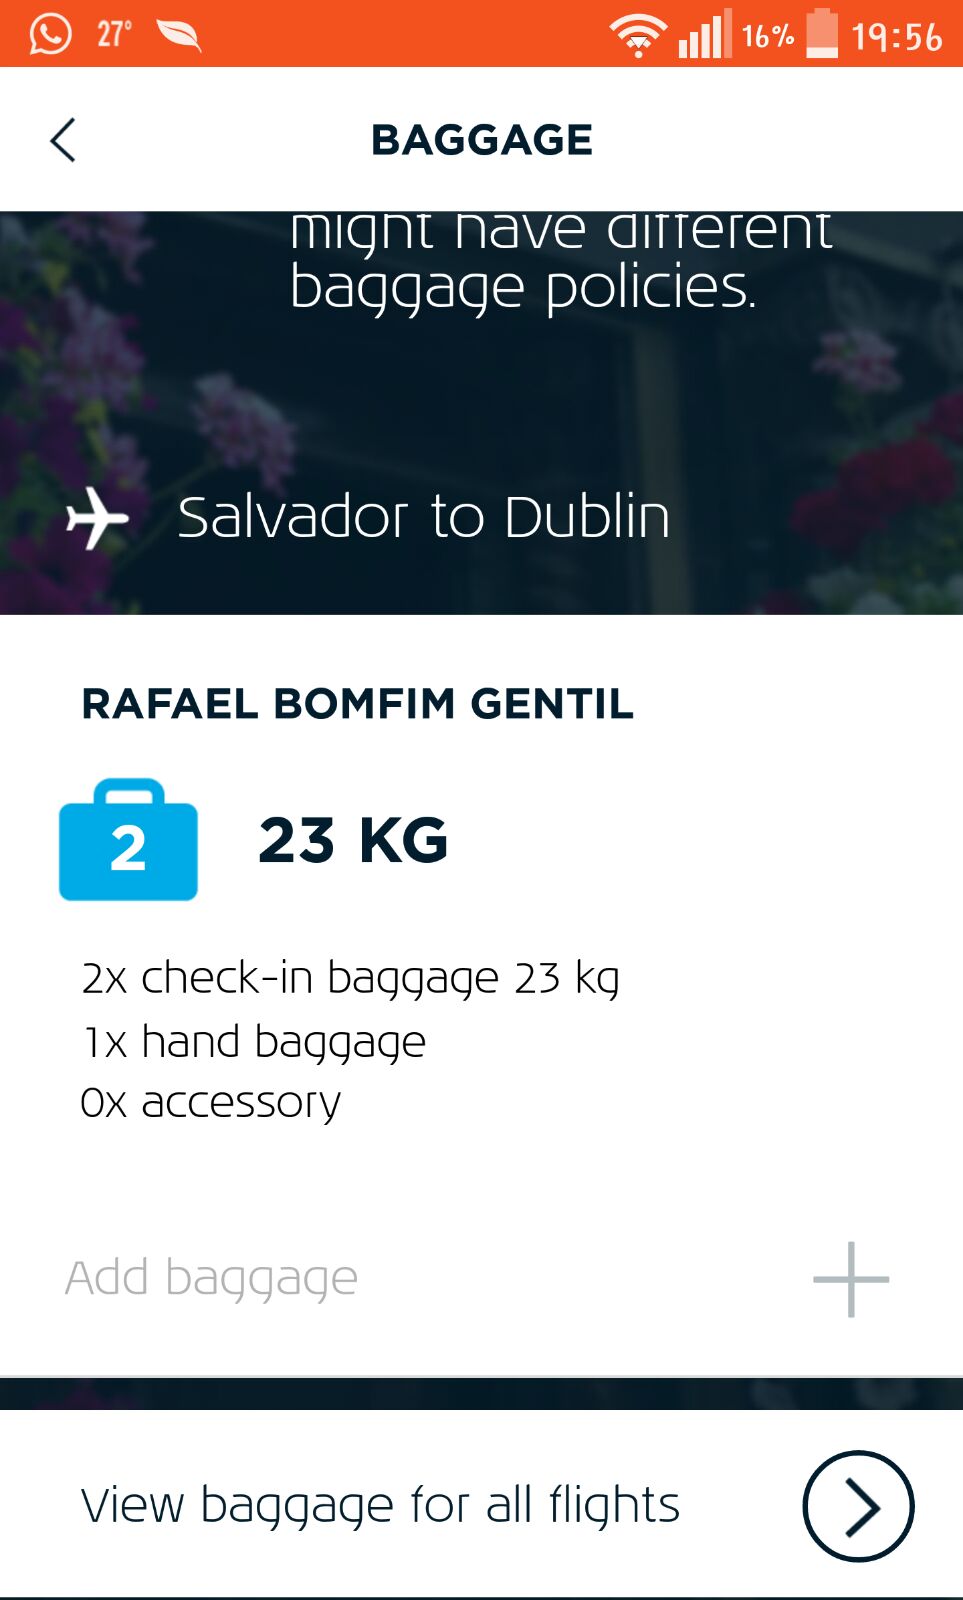 27°
16%
19:56
BAGGAGE
might have different
baggage policies.
Salvador to Dublin
RAFAEL BOMFIM GENTIL
2
23 KG
2x check-in baggage 23 kg
1x hand baggage
0x accessory
Add baggage
View baggage for all flights